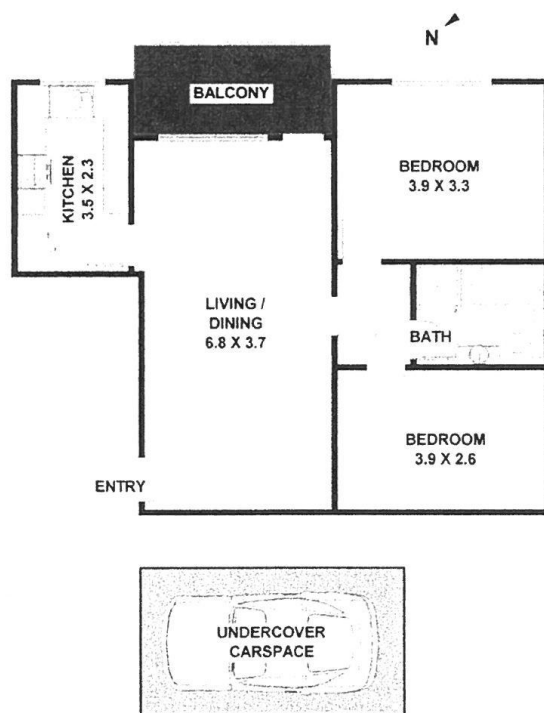 N
BALCONY
KITCHEN
3.5 X 2.3
BEDROOM
3.9 X 3.3
LIVING /
DINING
6.8 X 3.7
BATH
BEDROOM
3.9 X 2.6
ENTRY
UNDERCOVER
CARSPACE